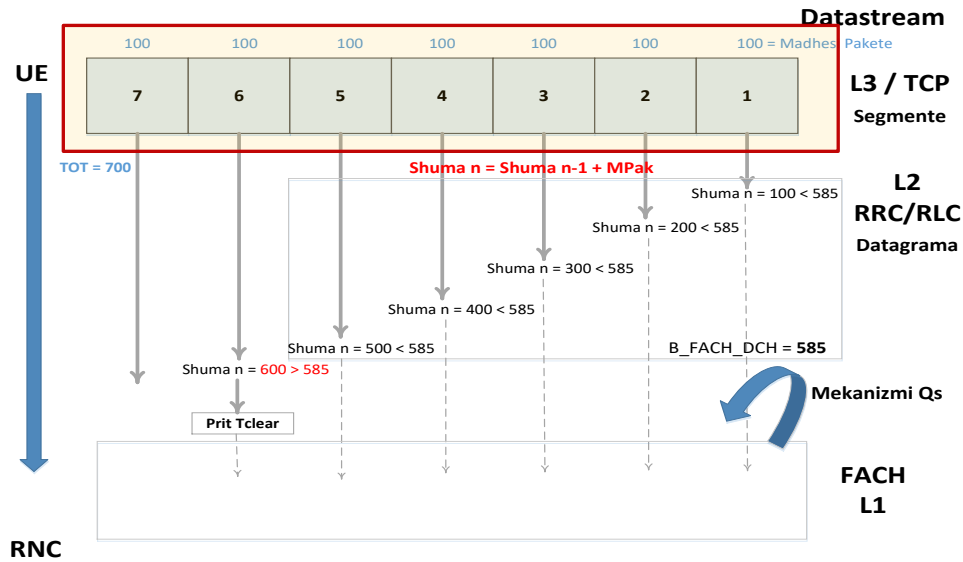 Datastream
100 100 100 100 100 100 100 = Madhesi Pakete
UE
7 6 5 4 3 2 1
L3 / TCP
Segmente
TOT = 700
Shuma n = Shuma n-1 + MPak
L2
RRC/RLC
Datagrama
Shuma n = 100 < 585
Shuma n = 200 < 585
Shuma n = 300 < 585
Shuma n = 400 < 585
Shuma n = 500 < 585
B_FACH_DCH = 585
Shuma n = 600 > 585
Mekanizmi Qs
Prit Tclear
FACH
L1
RNC